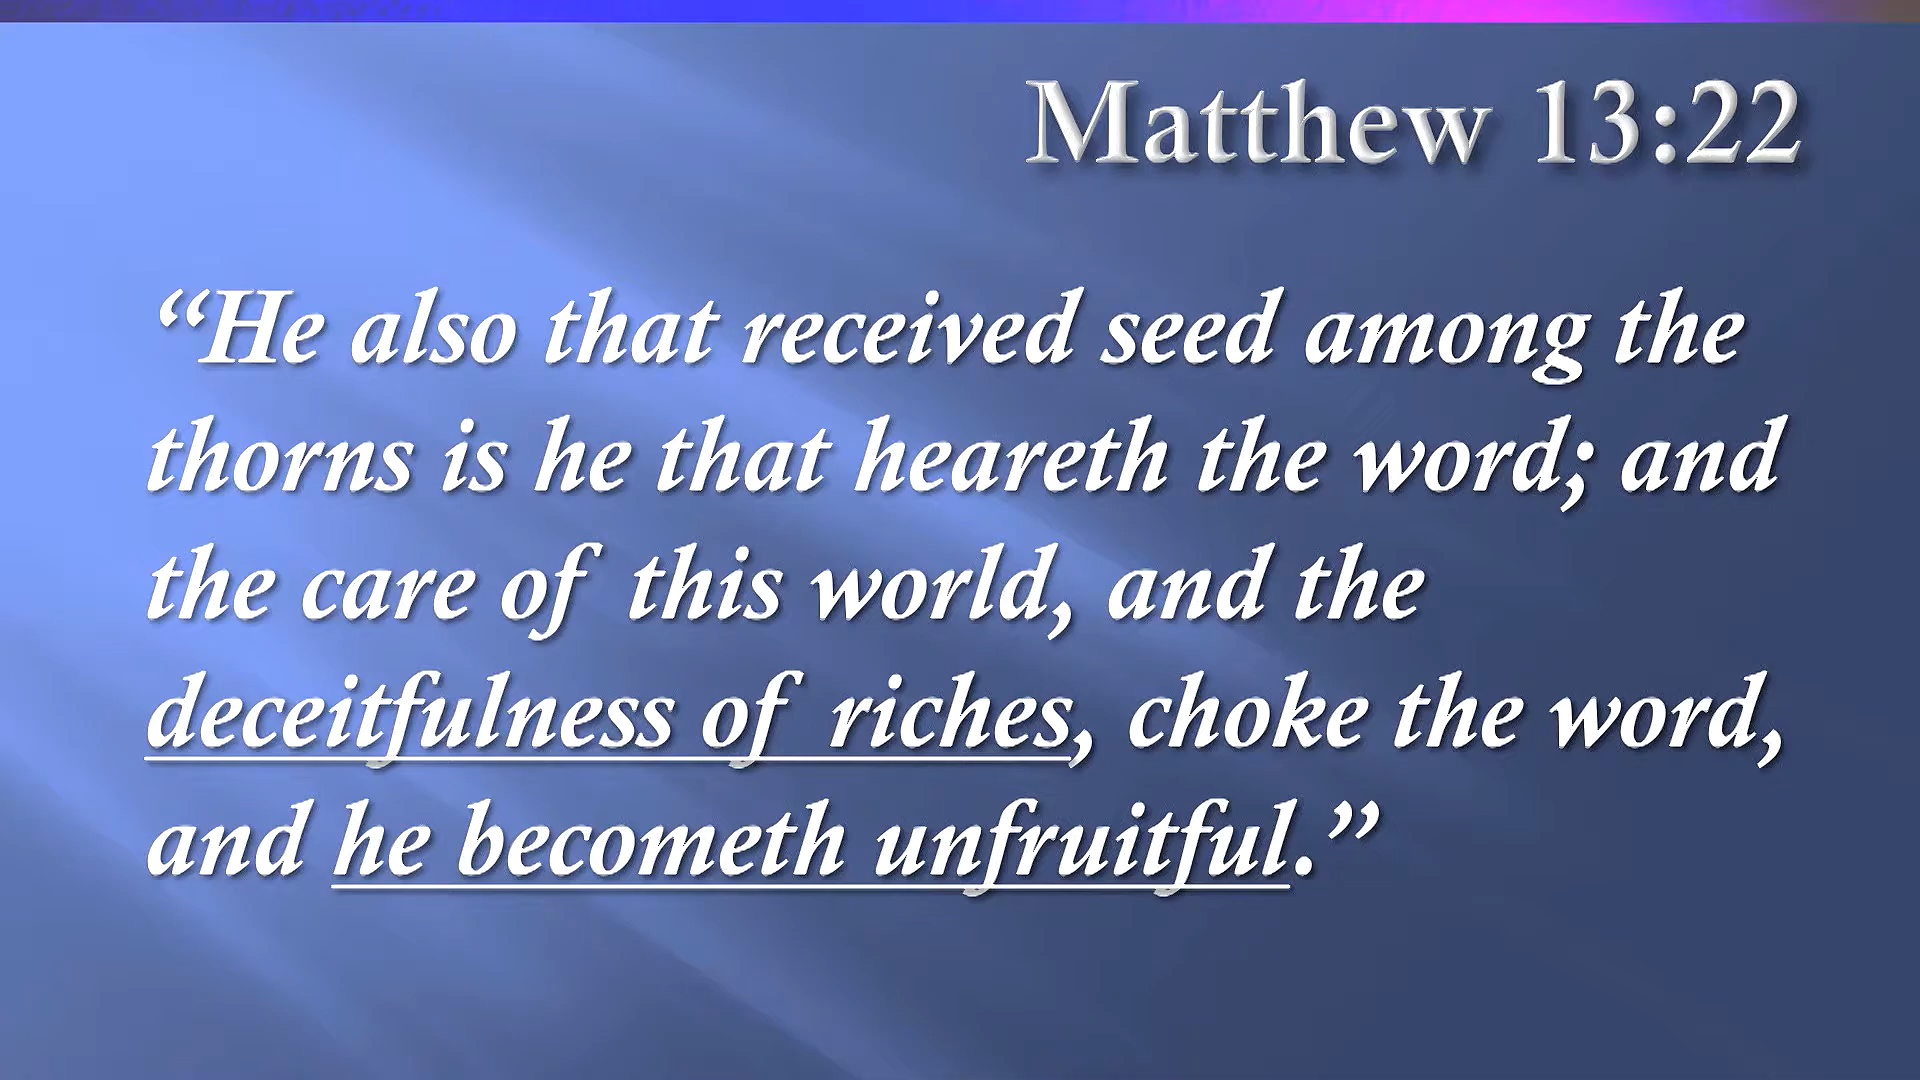 Matthew 13:22
“He also that received seed among the
thorns is he that heareth the word; and
the care of this world, and the
deceitfulness of riches, choke the word,
and he becometh unfruitful.”